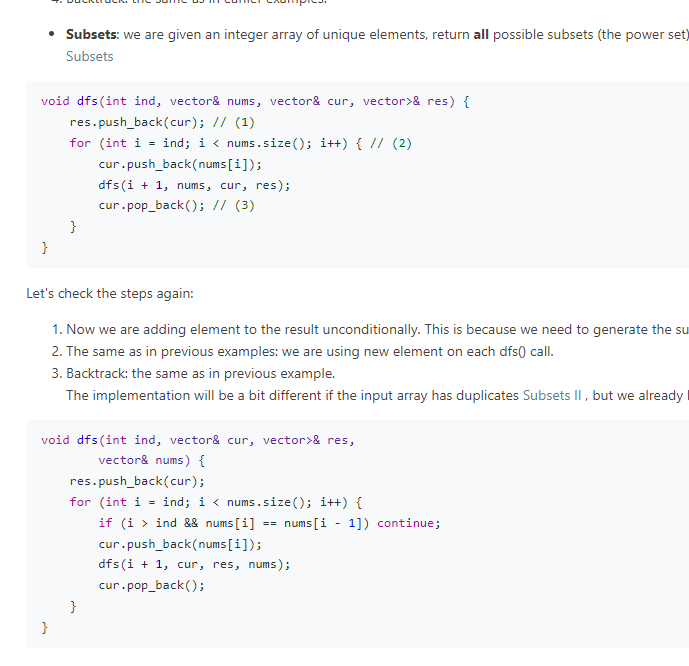 Subsets: we are given an integer array of unique elements, return all possible subsets (the power set)
Subsets
void dfs(int ind, vector& nums, vector& cur, vector>& res) {
    res.push_back(cur); // (1)
    for (int i = ind; i < nums.size(); i++) { // (2)
        cur.push_back(nums[i]);
        dfs(i + 1, nums, cur, res);
        cur.pop_back(); // (3)
    }
}
Let's check the steps again:
1. Now we are adding element to the result unconditionally. This is because we need to generate the su
2. The same as in previous examples: we are using new element on each dfs() call.
3. Backtrack: the same as in previous example.
The implementation will be a bit different if the input array has duplicates Subsets II , but we already
void dfs(int ind, vector& cur, vector>& res,
        vector& nums) {
    res.push_back(cur);
    for (int i = ind; i < nums.size(); i++) {
        if (i > ind && nums[i] == nums[i - 1]) continue;
        cur.push_back(nums[i]);
        dfs(i + 1, cur, res, nums);
        cur.pop_back();
    }
}